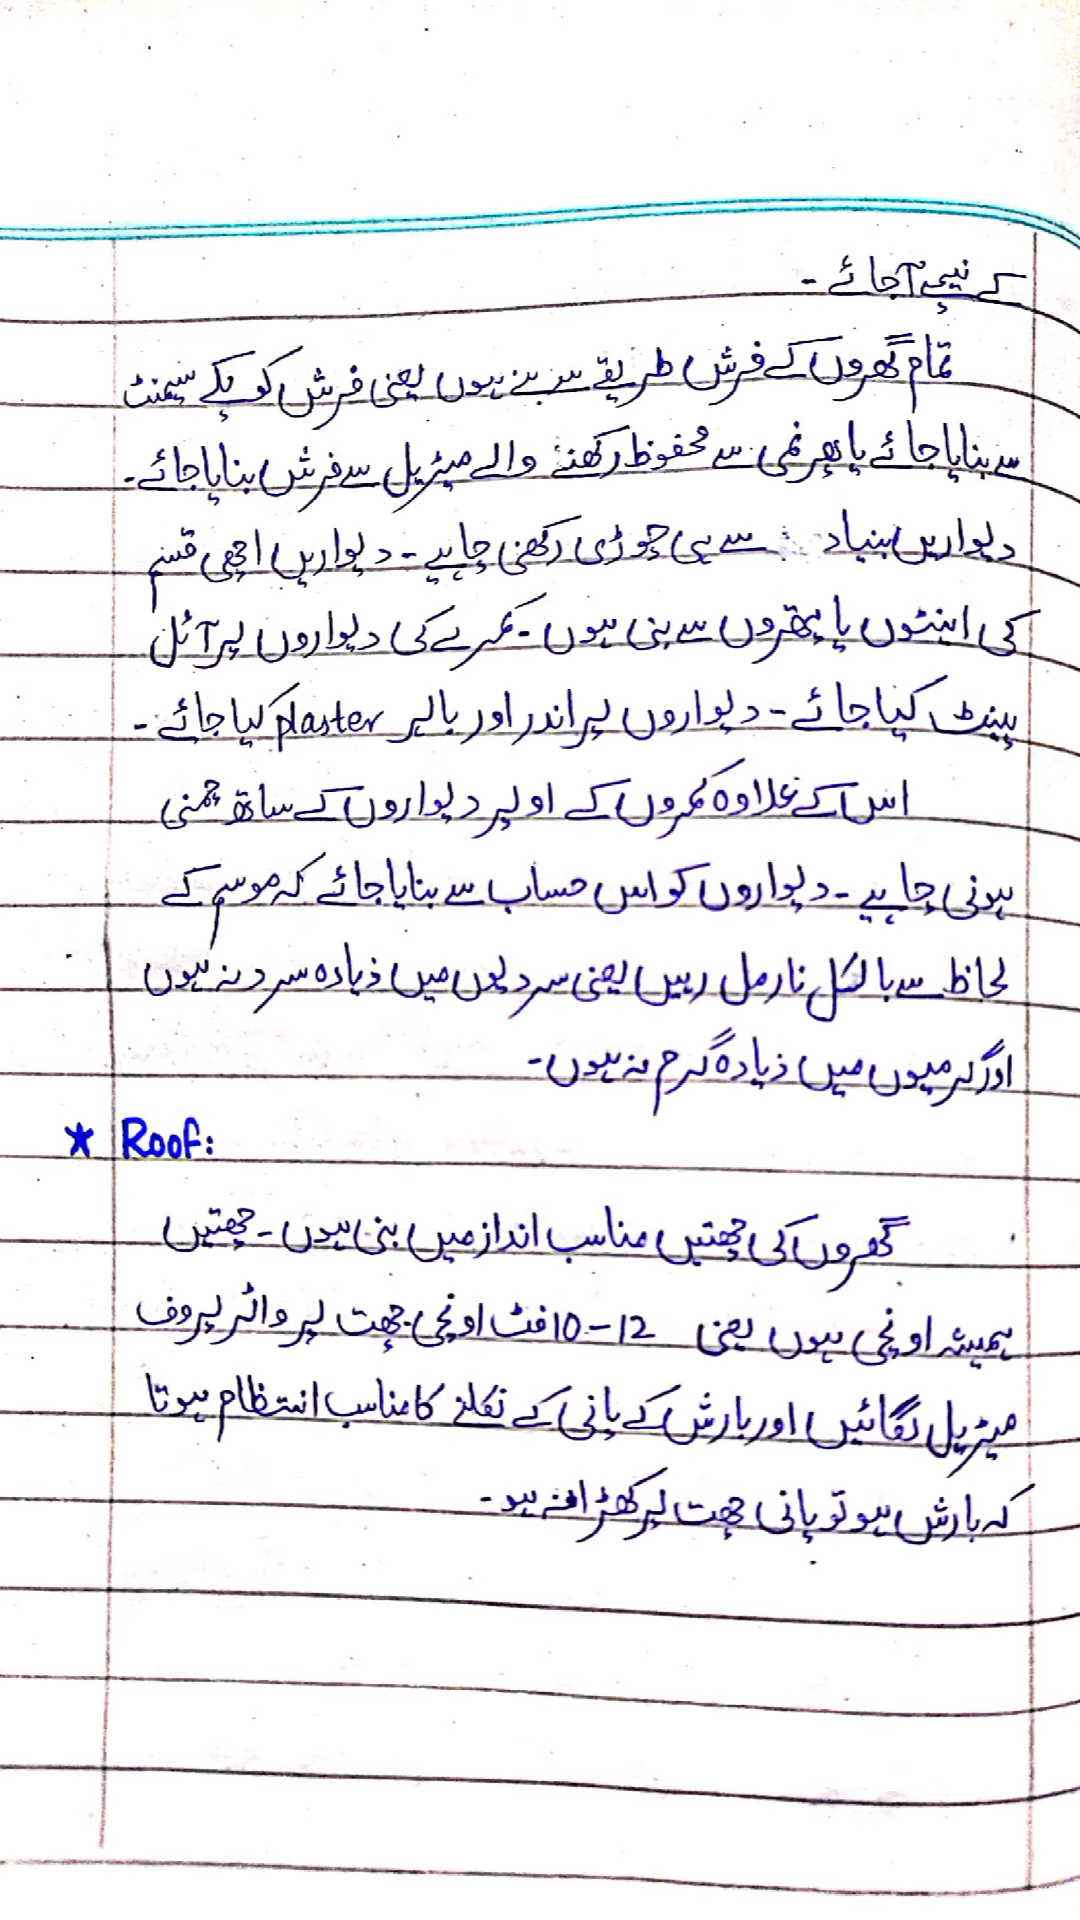 کے نیچے آجائے ۔
تمام گھروں کے فرش طریقے سے بنے ہوں یعنی فرش کو پکے سیمنٹ
سے بنایا جائے یا پھر نمی سے محفوظ رکھنے والے میٹریل سے فرش بنایا جائے۔
دیواریں بنیاد سے ہی چوڑی رکھنی چاہیے ۔ دیواریں اچھی قسم
کی اینٹوں یا پتھروں سے بنی ہوں ۔ کمرے کی دیواروں پر آئل
پینٹ کیا جائے ۔ دیواروں پر اندر اور باہر plaster کیا جائے ۔
اس کے علاوہ کمروں کے اوپر دیواروں کے ساتھ چمنی
ہونی چاہیے ۔ دیواروں کو اس حساب سے بنایا جائے کہ موسم کے
لحاظ سے بالکل نارمل رہیں یعنی سردیوں میں زیادہ سرد نہ ہوں
اور گرمیوں میں زیادہ گرم نہ ہوں ۔
* Roof:
گھروں کی چھتیں مناسب انداز میں بنی ہوں ۔ چھتیں
ہمیشہ اونچی ہوں یعنی 10-12 فٹ اونچی۔ چھت پر واٹر پروف
میٹریل لگائیں اور بارش کے پانی کے نکلنے کا مناسب انتظام ہوتا
کہ بارش ہو تو پانی چھت پر کھڑا نہ ہو ۔